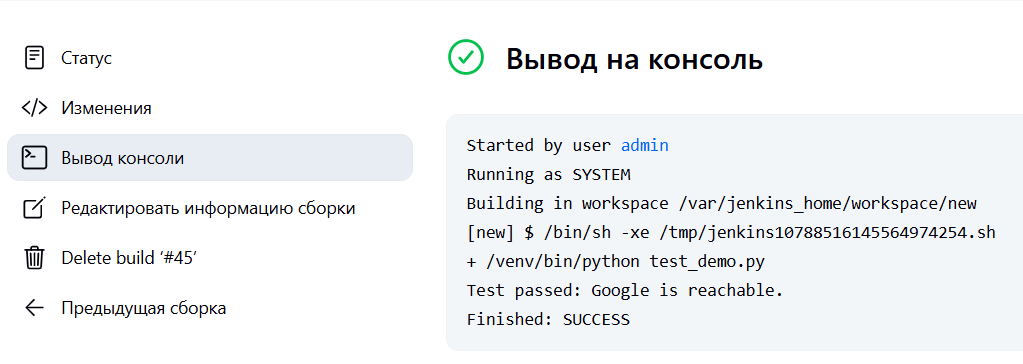 Статус
Изменения
Вывод консоли
Редактировать информацию сборки
Delete build ‘#45’
Предыдущая сборка
Вывод на консоль
Started by user admin
Running as SYSTEM
Building in workspace /var/jenkins_home/workspace/new
[new] $ /bin/sh -xe /tmp/jenkins10788516145564974254.sh
+ /venv/bin/python test_demo.py
Test passed: Google is reachable.
Finished: SUCCESS